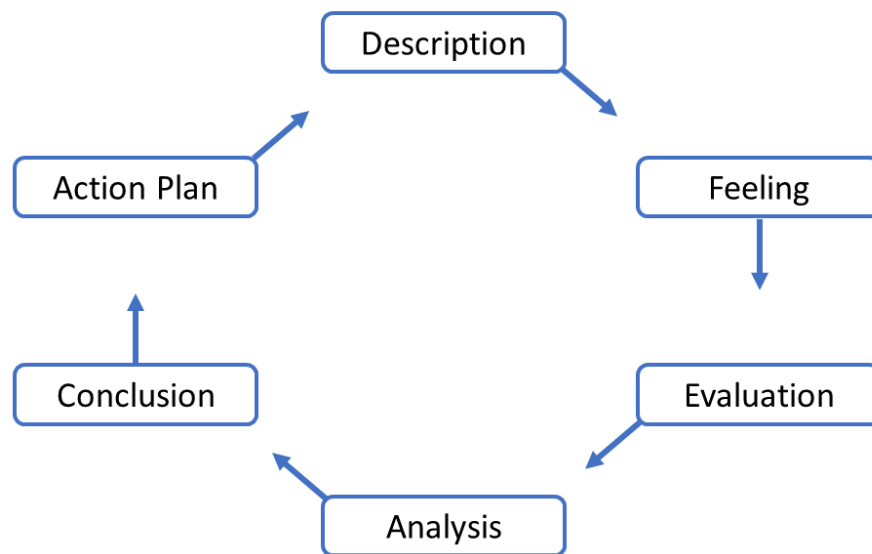 Description
Feeling
Evaluation
Analysis
Conclusion
Action Plan